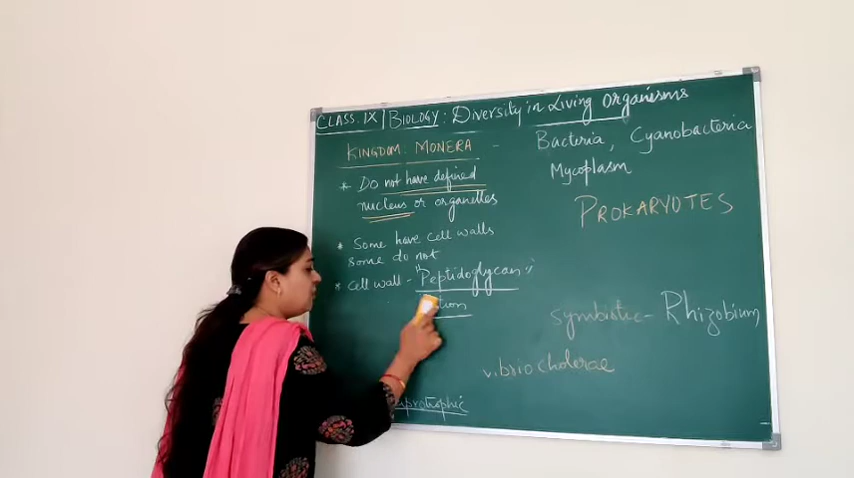 CLASS. IX BIOLOGY: Diversity in Living Organisms
KINGDOM: MONERA -
Bacteria, Cyanobacteria
Mycoplasm
* Do not have defined
nucleus or organelles
PROKARYOTES
* Some have cell walls
some do not
* cell wall - "Peptidoglycan"
symbiotic - Rhizobium
vibrio cholerae